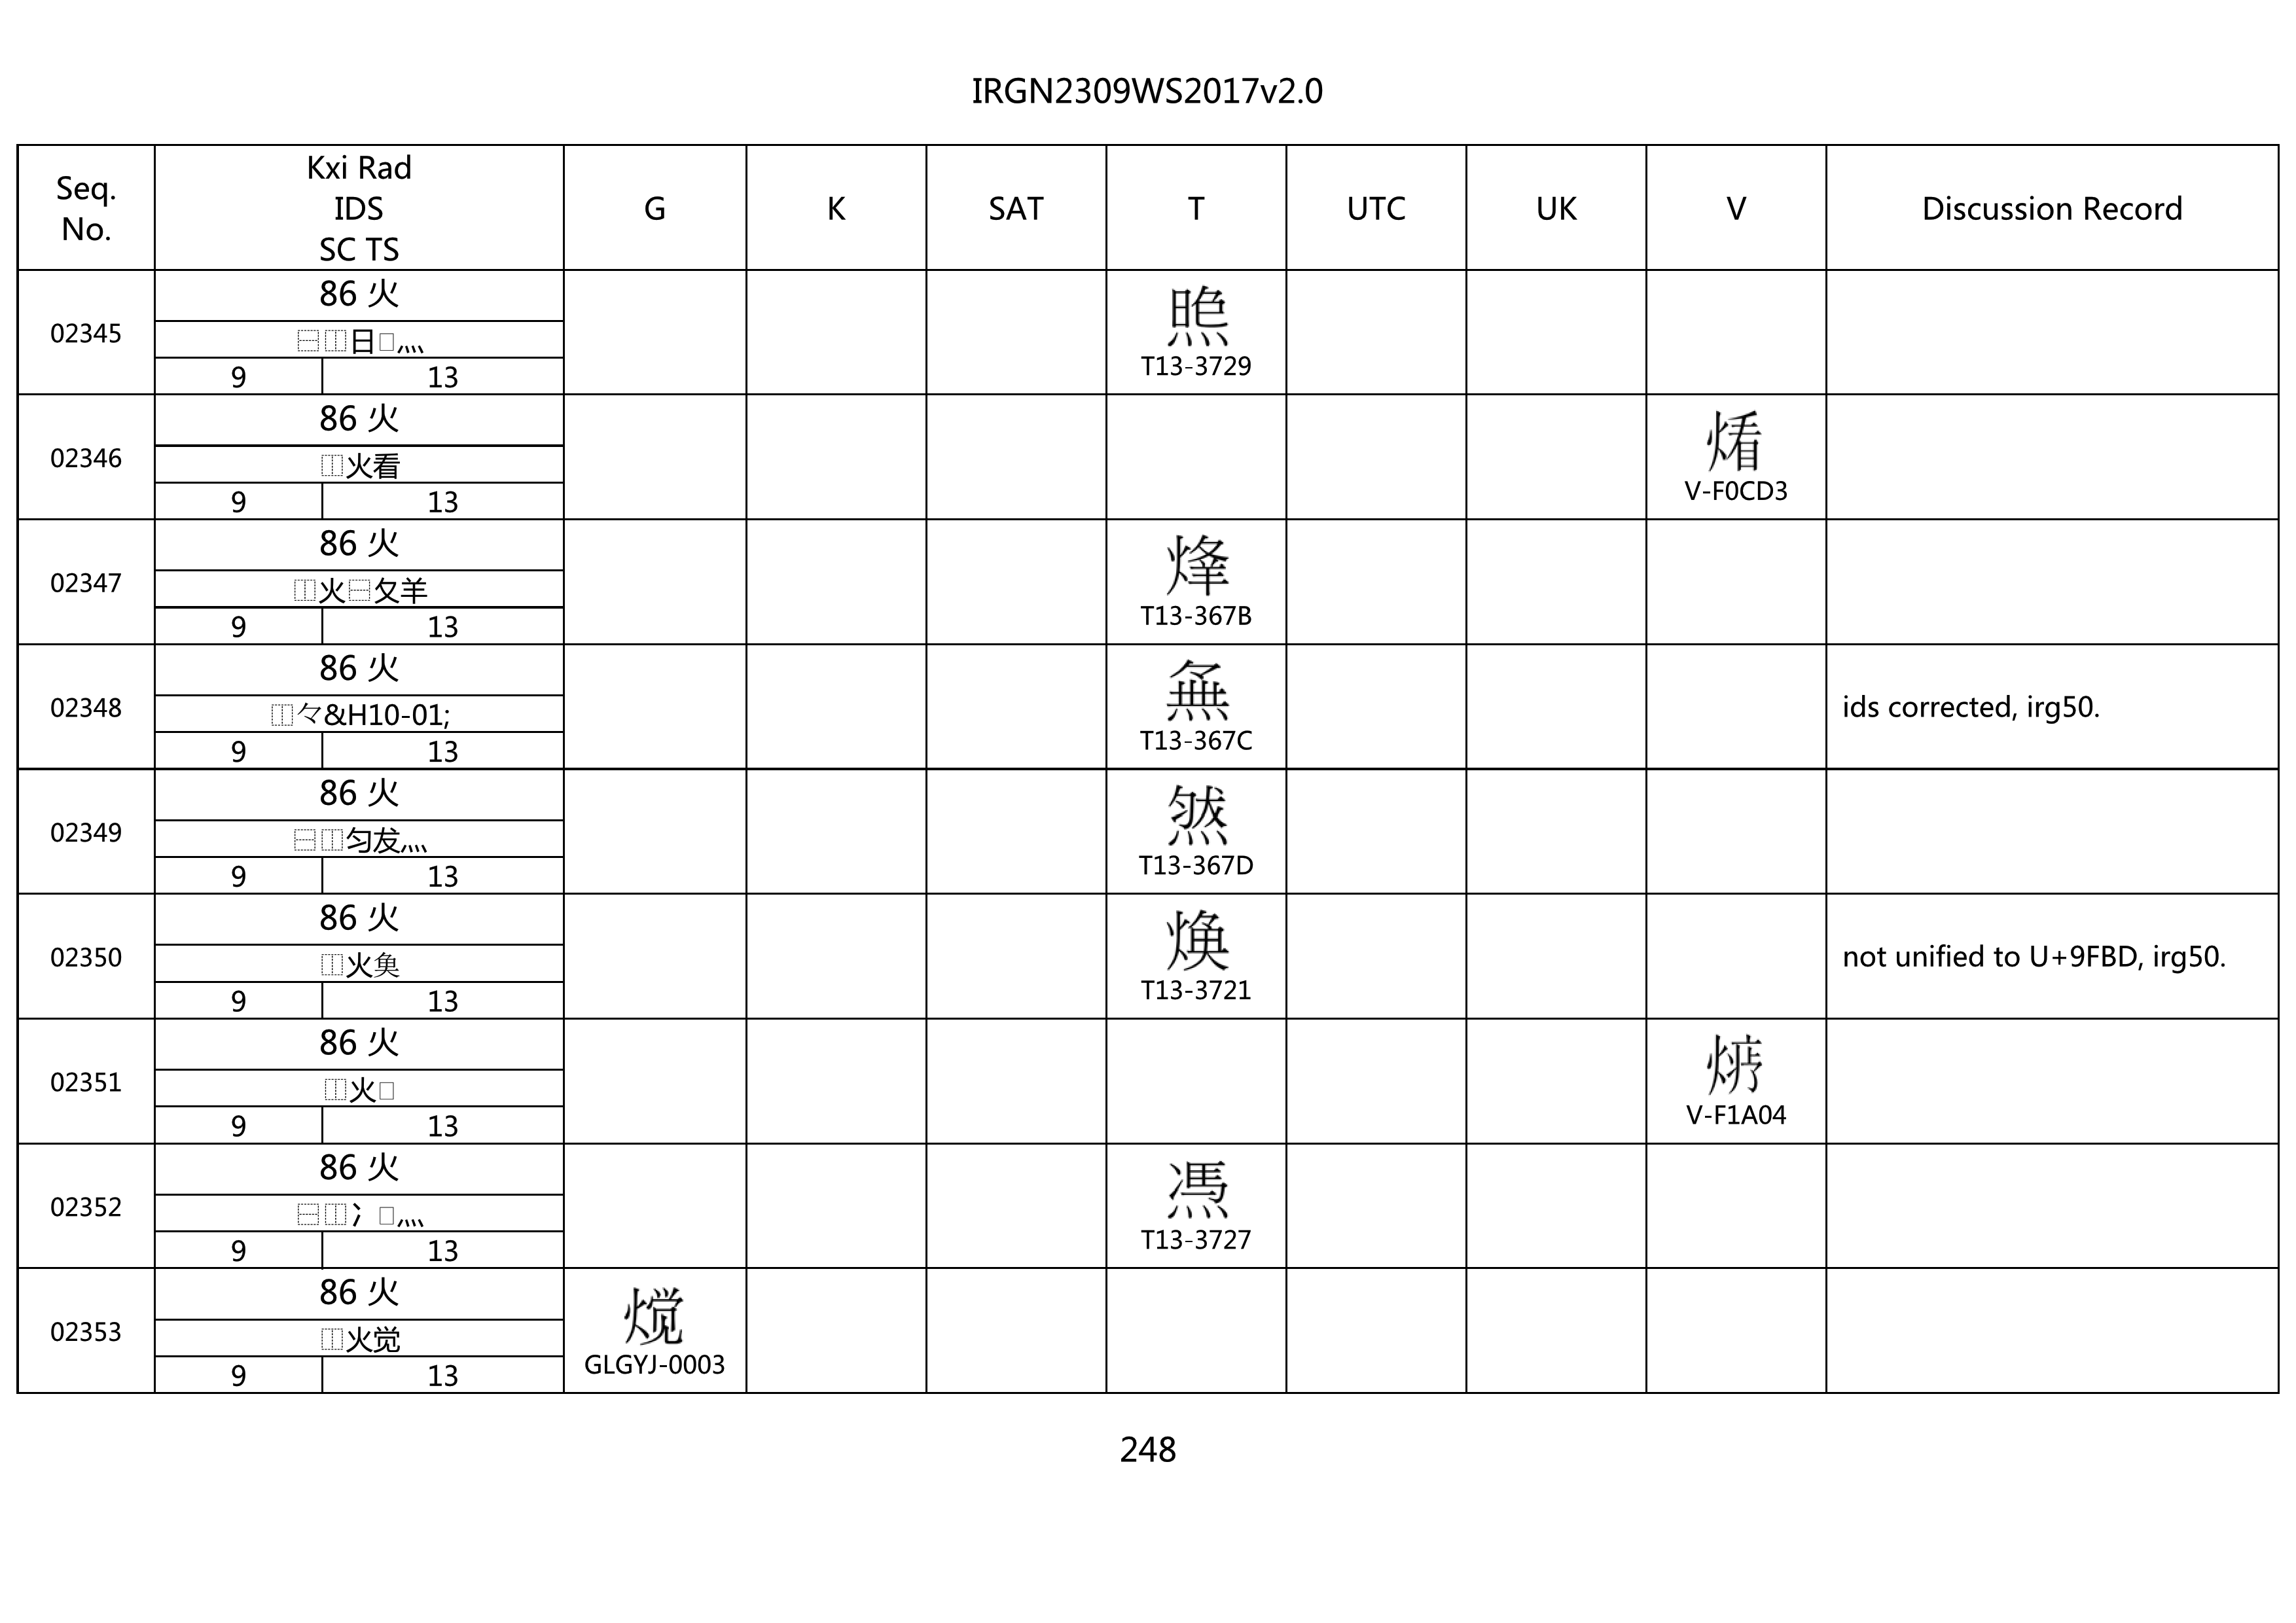 IRGN2309WS2017v2.0
Seq. No.
Kxi Rad
IDS
SC TS
G
K
SAT
T
UTC
UK
V
Discussion Record
02345
86 火
⿱⿰日灬
9
13
T13-3729
02346
86 火
⿰火看
9
13
V-F0CD3
02347
86 火
⿰火⿱夂羊
9
13
T13-367B
02348
86 火
⿰&H10-01;
9
13
T13-367C
ids corrected, irg50.
02349
86 火
⿱⿰匀犮灬
9
13
T13-367D
02350
86 火
⿰火奐
9
13
T13-3721
not unified to U+9FBD, irg50.
02351
86 火
⿰火
9
13
V-F1A04
02352
86 火
⿱⿰冫灬
9
13
T13-3727
02353
86 火
⿰火觉
9
13
GLGYJ-0003
248